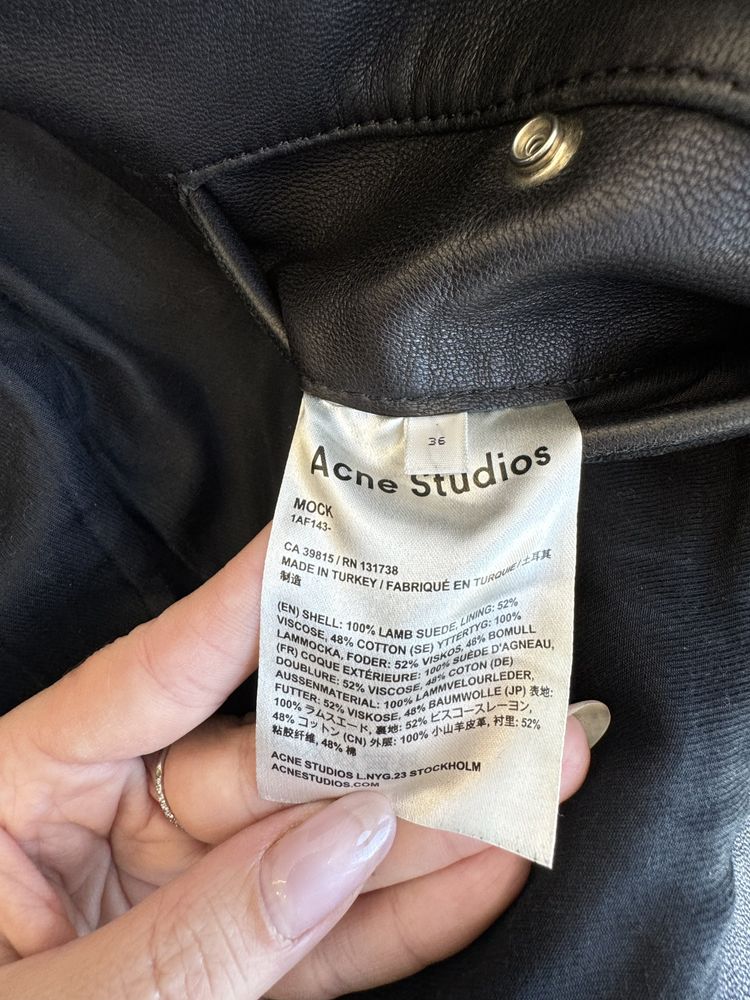 36
Acne Studios
MOCK
1AF143-
CA 39815 / RN 131738
MADE IN TURKEY / FABRIQUÉ EN TURQUIE/土耳其
制造
(EN) SHELL: 100% LAMB SUEDE, LINING: 52%
VISCOSE, 48% COTTON (SE) YTTERTYG: 100%
LAMMOCKA, FODER: 52% VISKOS, 48% BOMULL
(FR) COQUE EXTÉRIEURE: 100% SUÈDE D'AGNEAU,
DOUBLURE: 52% VISCOSE, 48% COTON (DE)
AUSSENMATERIAL: 100% LAMMVELOURLEDER,
FUTTER: 52% VISKOSE, 48% BAUMWOLLE (JP) 表地:
100% ラムスエード, 裏地: 52% ビスコースレーヨン,
48% コットン (CN) 外层: 100% 小山羊皮革, 衬里: 52%
粘胶纤维, 48% 棉
ACNE STUDIOS L.NYG.23 STOCKHOLM
ACNESTUDIOS.COM